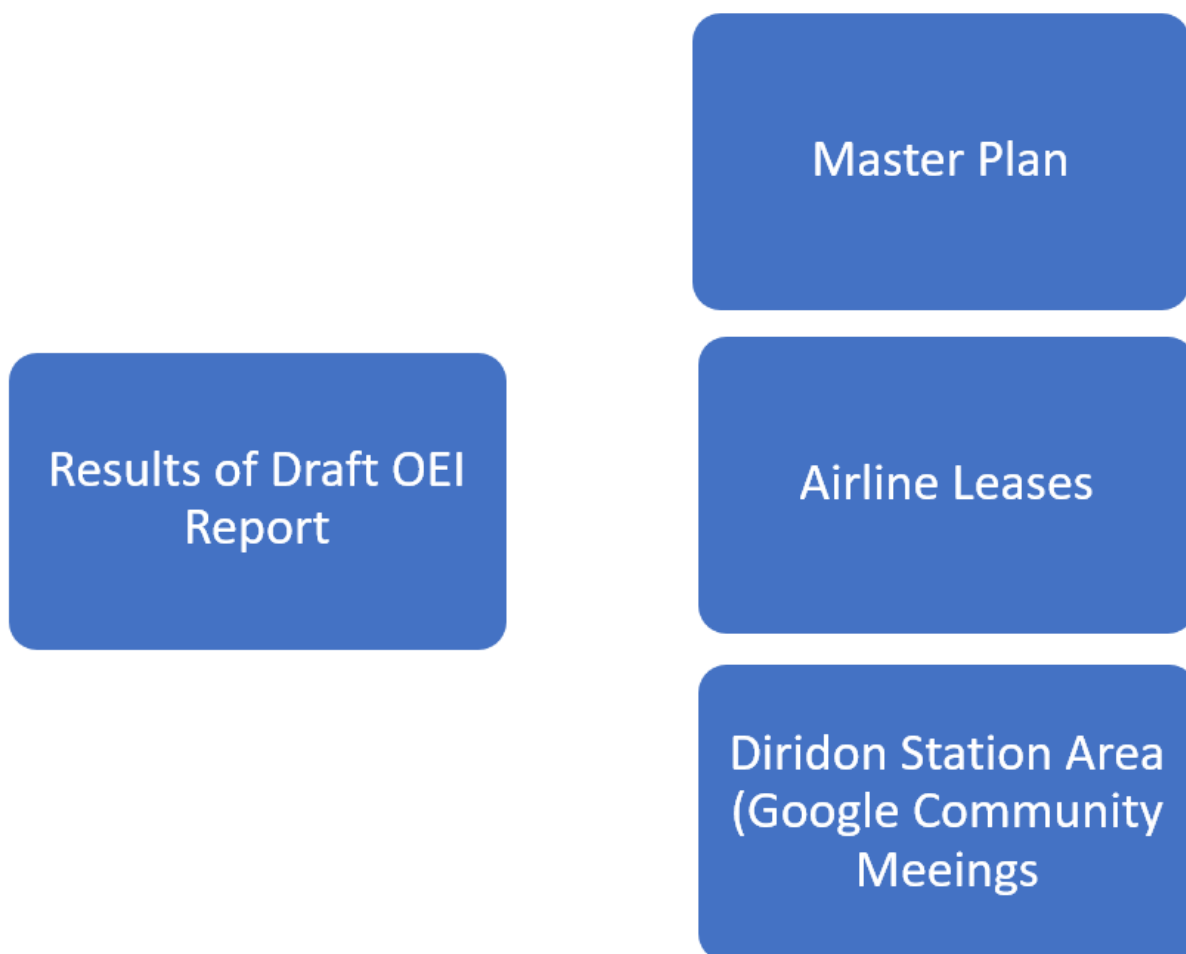 Master Plan
Results of Draft OEI
Report
Airline Leases
Diridon Station Area
(Google Community
Meeings